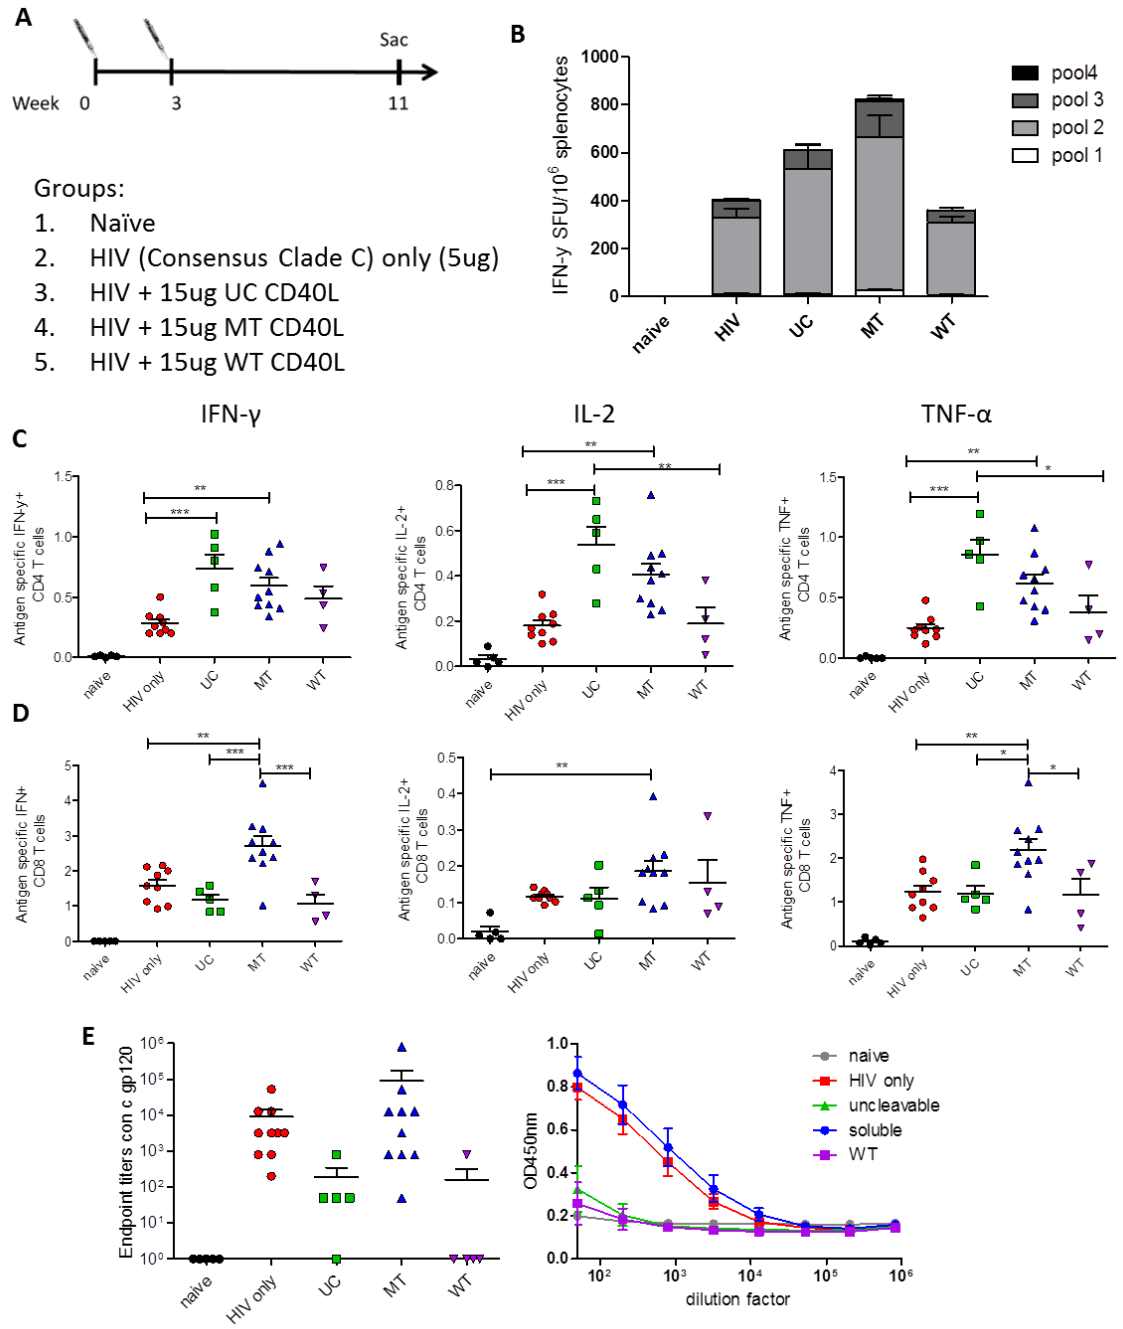 A
Sac
Week 0 3 11
Groups:
1. Naïve
2. HIV (Consensus Clade C) only (5ug)
3. HIV + 15ug UC CD40L
4. HIV + 15ug MT CD40L
5. HIV + 15ug WT CD40L
B
IFN-y SFU/10⁶ splenocytes
1000
800
600
400
200
0
naive HIV UC MT WT
pool4
pool 3
pool 2
pool 1
C
IFN-γ
Antigen specific IFN-y+
CD4 T cells
1.5
1.0
0.5
0.0
** 
***
naive HIV only UC MT WT
IL-2
Antigen specific IL-2+
CD4 T cells
0.8
0.6
0.4
0.2
0.0
**
**
***
naive HIV only UC MT WT
TNF-α
Antigen specific TNF+
CD4 T cells
1.5
1.0
0.5
0.0
**
*
***
naive HIV only UC MT WT
D
Antigen specific IFN+
CD8 T cells
5
4
3
2
1
0
**
***
***
naive HIV only UC MT WT
Antigen specific IL-2+
CD8 T cells
0.5
0.4
0.3
0.2
0.1
0.0
**
naive HIV only UC MT WT
Antigen specific TNF+
CD8 T cells
4
2
0
**
*
*
naive HIV only UC MT WT
E
Endpoint titers con c gp120
10⁶
10⁵
10⁴
10³
10²
10¹
10⁰
naive HIV only UC MT WT
OD450nm
1.0
0.8
0.6
0.4
0.2
0.0
10² 10³ 10⁴ 10⁵ 10⁶
dilution factor
naive
HIV only
uncleavable
soluble
WT